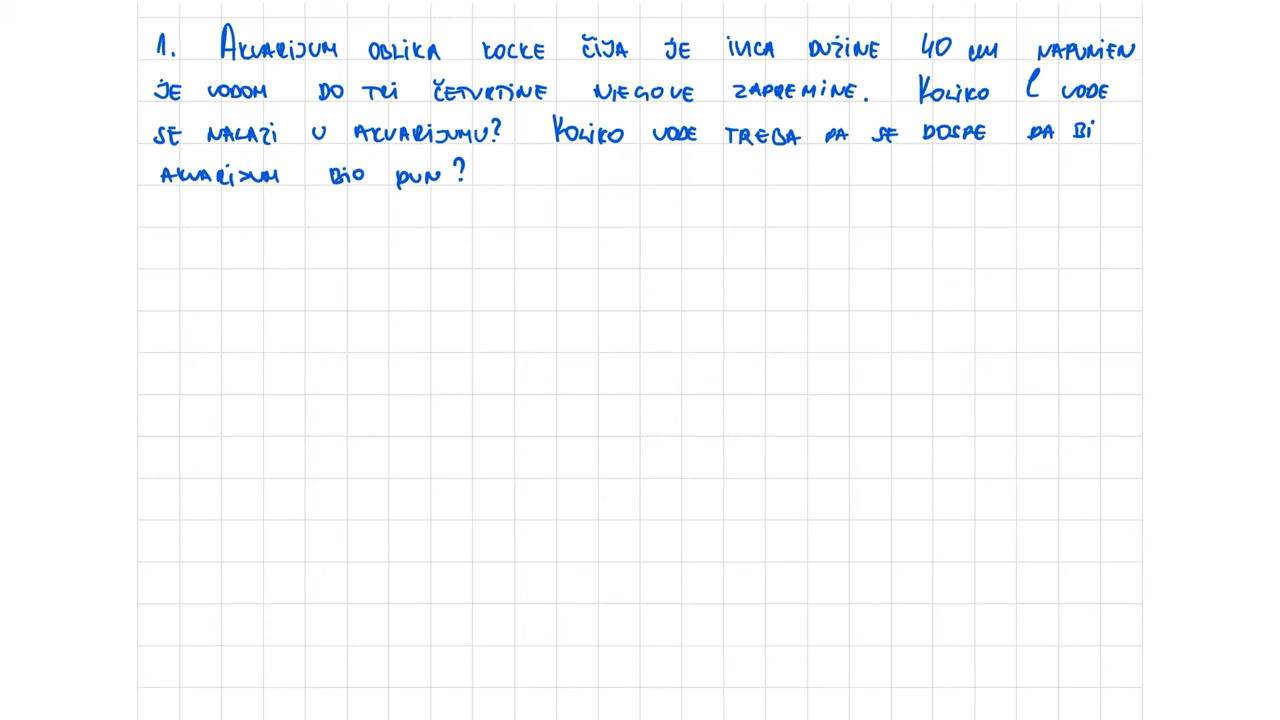 1. AKVARIJUM OBLIKA KOCKE ČIJA JE IVICA DUŽINE 40 cm NAPUNJEN
JE VODOM DO TRI ČETVRTINE NJEGOVE ZAPREMINE. KOLIKO l VODE
SE NALAZI U AKVARIJUMU? KOLIKO VODE TREBA DA SE DOSPE DA BI
AKVARIJUM BIO PUN?